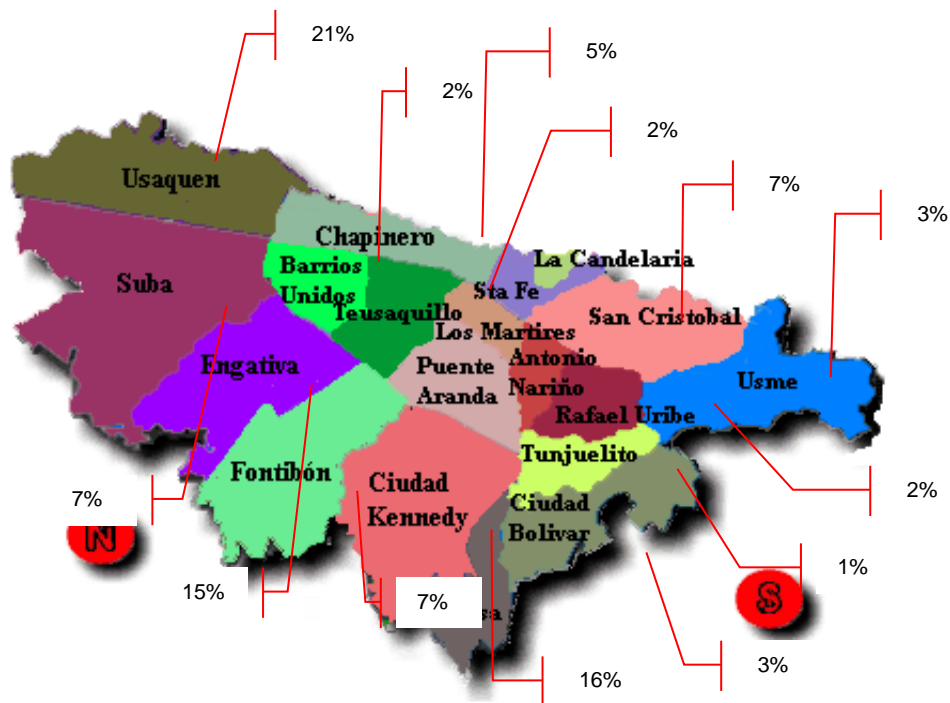 21%
5%
2%
2%
7%
3%
Usaquen
Chapinero
La Candelaria
Barrios
Unidos
Suba
Sta Fe
Teusaquillo
San Cristobal
Los Martires
Engativa
Puente
Aranda
Antonio
Nariño
Usme
Rafael Uribe
Tunjuelito
Fontibón
Ciudad
Kennedy
Ciudad
Bolivar
7%
2%
N
1%
15%
7%
S
sa
3%
16%